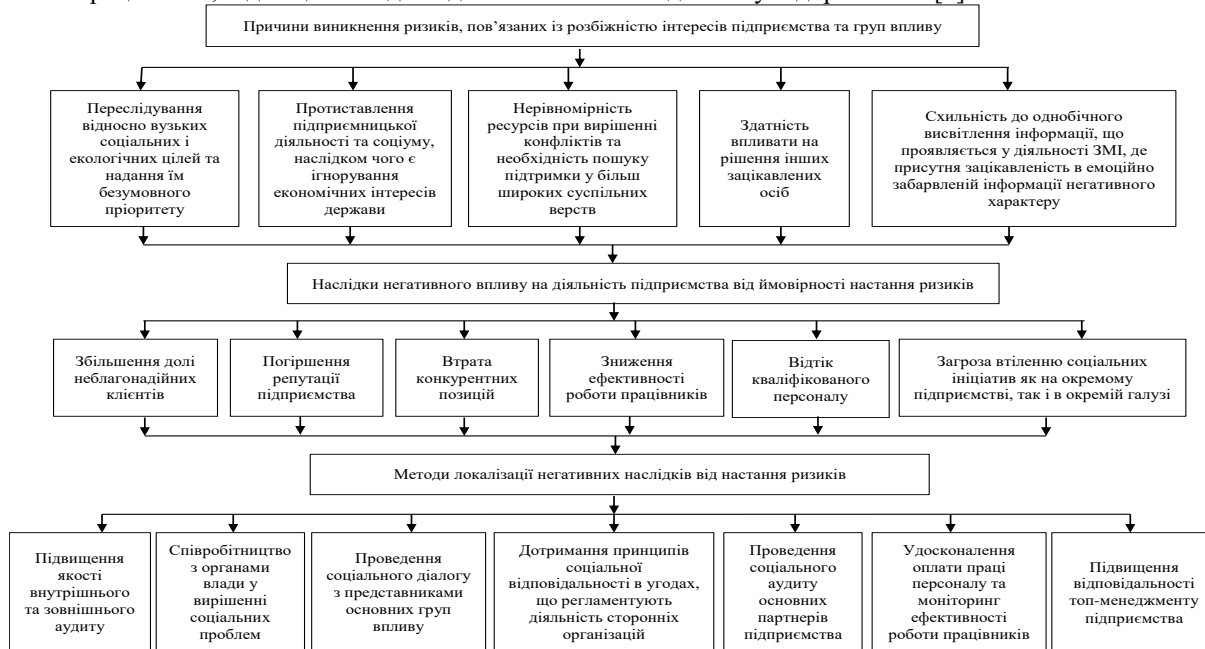 Причини виникнення ризиків, пов’язаних із розбіжністю інтересів підприємства та груп впливу
Переслідування
відносно вузьких
соціальних і
екологічних цілей та
надання їм
безумовного
пріоритету
Протиставлення
підприємницької
діяльності та соціуму,
наслідком чого є
ігнорування
економічних інтересів
держави
Нерівномірність
ресурсів при вирішенні
конфліктів та
необхідність пошуку
підтримки у більш
широких суспільних
верств
Здатність
впливати на
рішення інших
зацікавлених
осіб
Схильність до однобічного
висвітлення інформації, що
проявляється у діяльності ЗМІ, де
присутня зацікавленість в емоційно
забарвленій інформації негативного
характеру
Наслідки негативного впливу на діяльність підприємства від ймовірності настання ризиків
Збільшення долі
неблагонадійних
клієнтів
Погіршення
репутації
підприємства
Втрата
конкурентних
позицій
Зниження
ефективності
роботи працівників
Відтік
кваліфікованого
персоналу
Загроза втіленню соціальних
ініціатив як на окремому
підприємстві, так і в окремій галузі
Методи локалізації негативних наслідків від настання ризиків
Підвищення
якості
внутрішнього
та зовнішнього
аудиту
Співробітництво
з органами
влади у
вирішенні
соціальних
проблем
Проведення
соціального діалогу
з представниками
основних груп
впливу
Дотримання принципів
соціальної
відповідальності в угодах,
що регламентують
діяльність сторонніх
організацій
Проведення
соціального
аудиту
основних
партнерів
підприємства
Удосконалення
оплати праці
персоналу та
моніторинг
ефективності
роботи працівників
Підвищення
відповідальності
топ-менеджменту
підприємства